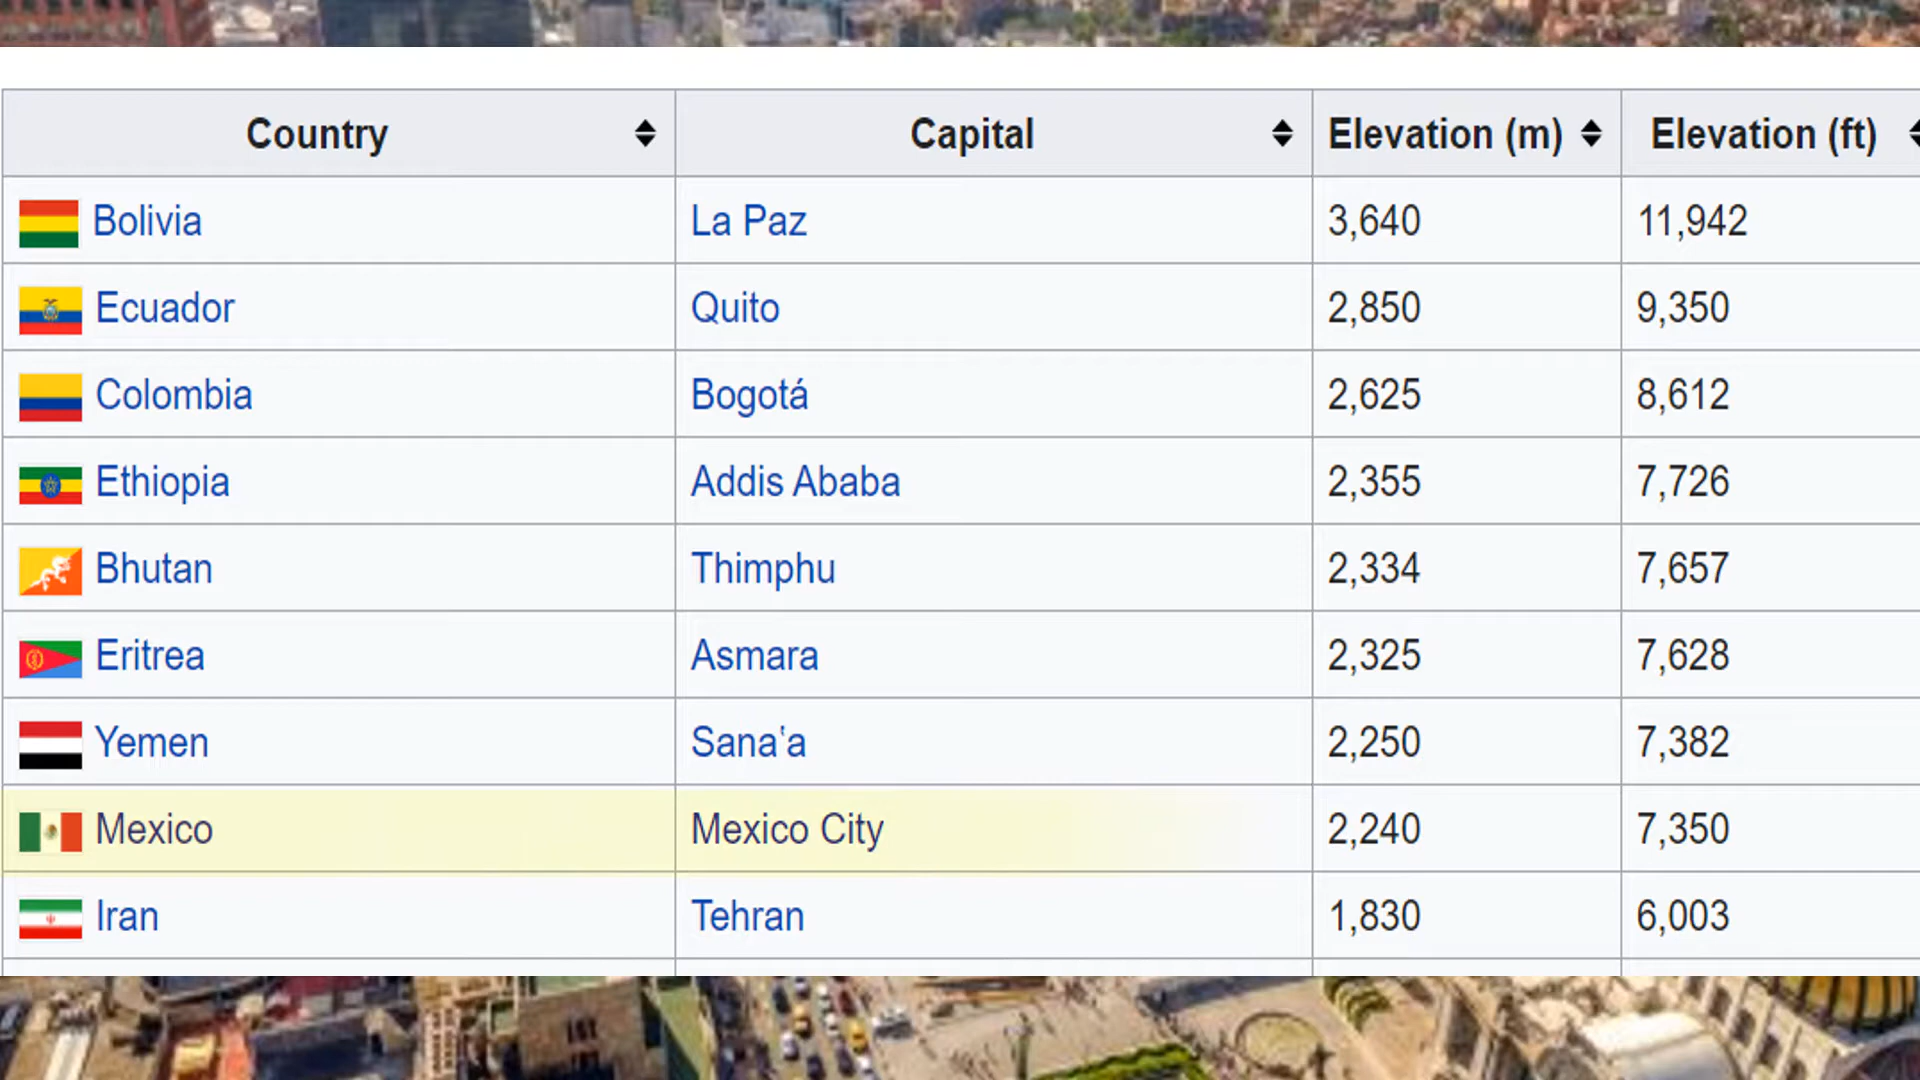 Country Capital Elevation (m) Elevation (ft)
Bolivia La Paz 3,640 11,942
Ecuador Quito 2,850 9,350
Colombia Bogotá 2,625 8,612
Ethiopia Addis Ababa 2,355 7,726
Bhutan Thimphu 2,334 7,657
Eritrea Asmara 2,325 7,628
Yemen Sanaʽa 2,250 7,382
Mexico Mexico City 2,240 7,350
Iran Tehran 1,830 6,003